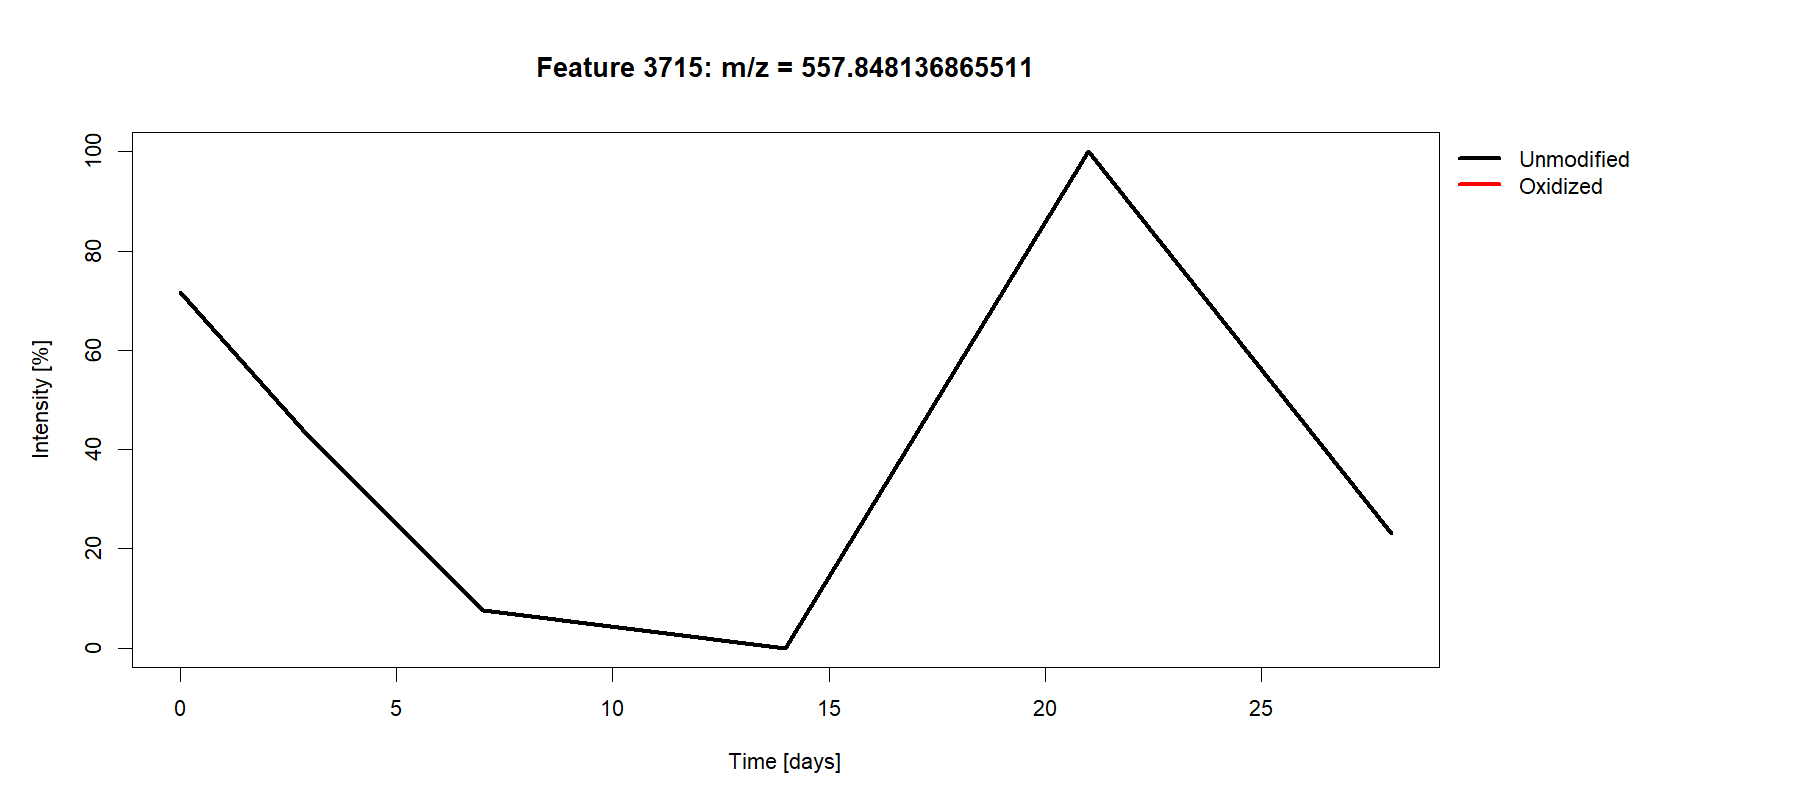 Feature 3715: m/z = 557.848136865511
Unmodified
Oxidized
Intensity [%]
100
80
60
40
20
0
0 5 10 15 20 25
Time [days]